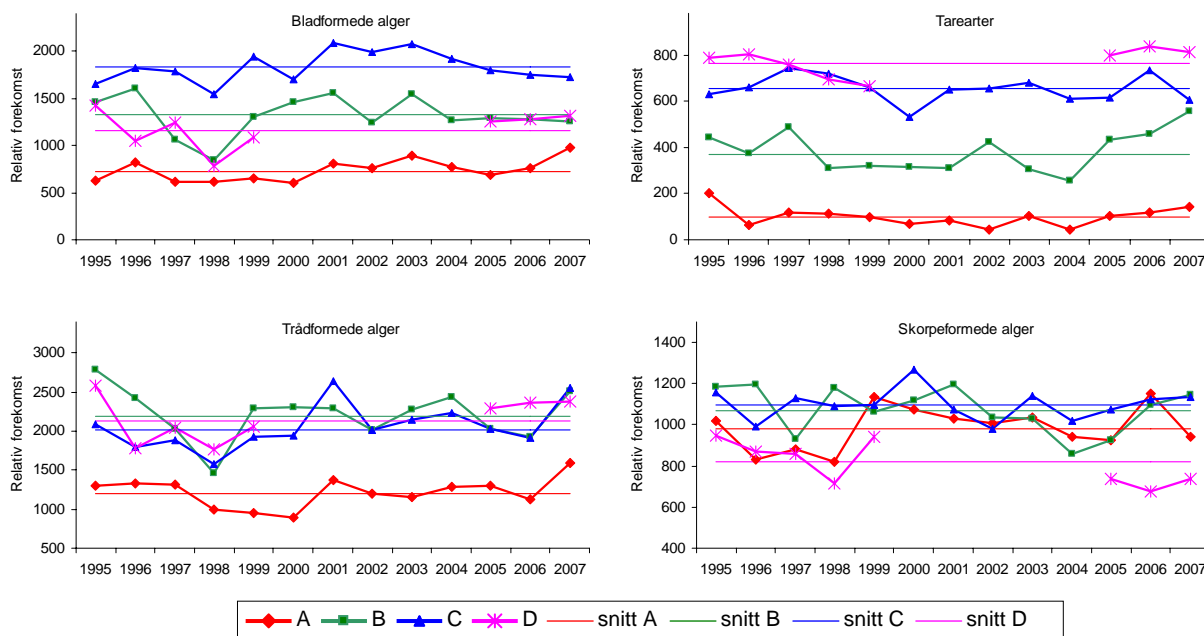 Bladformede alger
Relativ forekomst
2000
1500
1000
500
0
1995 1996 1997 1998 1999 2000 2001 2002 2003 2004 2005 2006 2007
Tarearter
Relativ forekomst
800
600
400
200
0
1995 1996 1997 1998 1999 2000 2001 2002 2003 2004 2005 2006 2007
Trådformede alger
Relativ forekomst
3000
2500
2000
1500
1000
500
1995 1996 1997 1998 1999 2000 2001 2002 2003 2004 2005 2006 2007
Skorpeformede alger
Relativ forekomst
1400
1200
1000
800
600
400
1995 1996 1997 1998 1999 2000 2001 2002 2003 2004 2005 2006 2007
A B C D snitt A snitt B snitt C snitt D